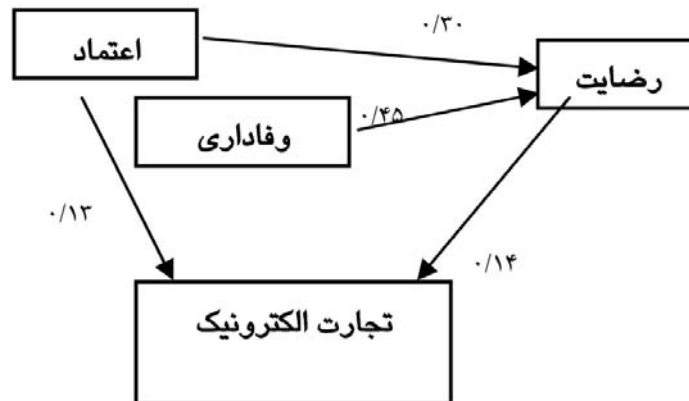 ۰/۳۰
اعتماد
رضایت
۰/۴۵
وفاداری
۰/۱۳
۰/۱۴
تجارت الکترونیک